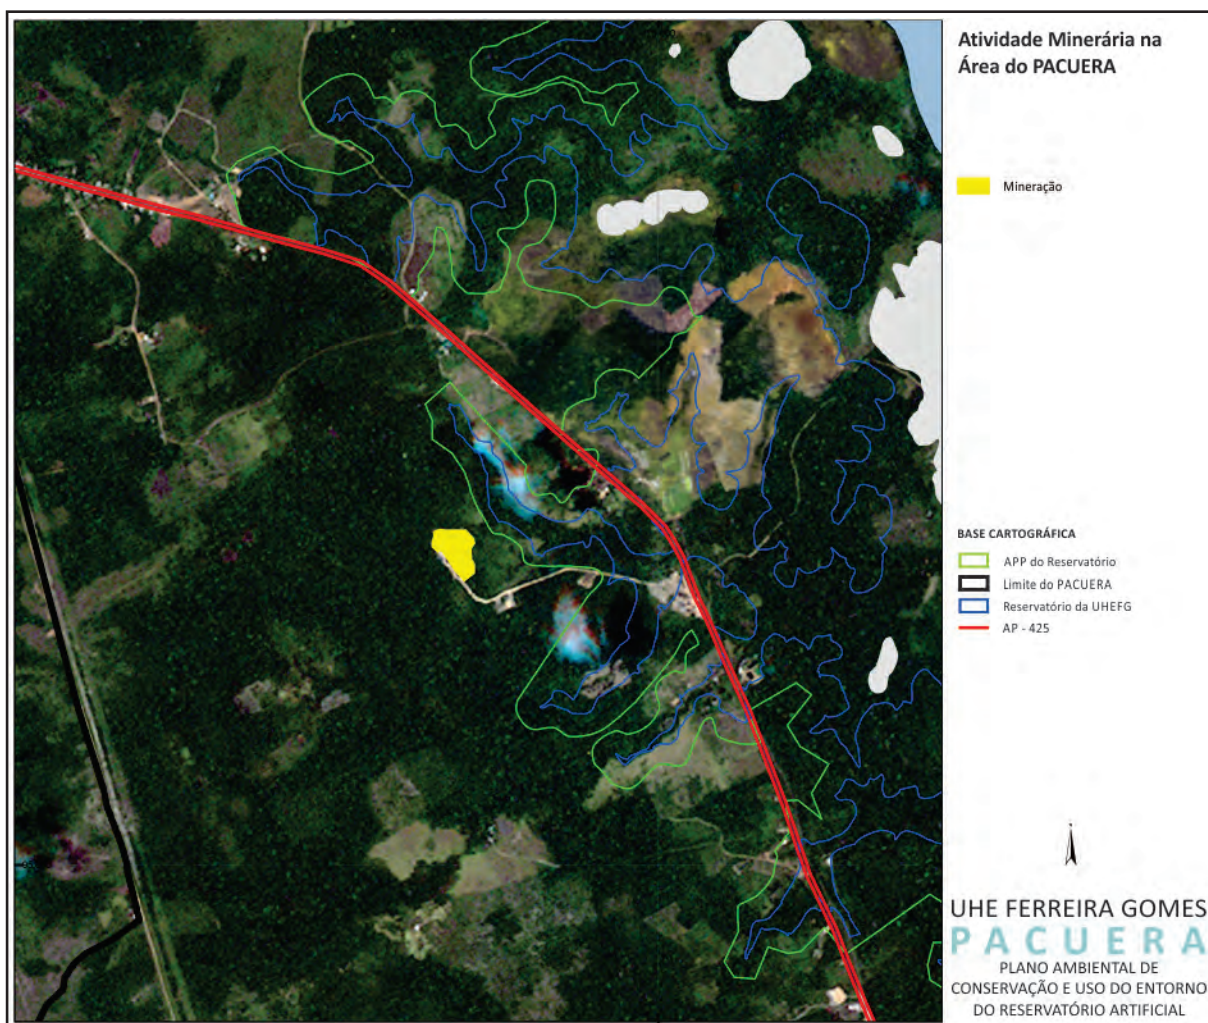 Atividade Minerária na
Área do PACUERA
Mineração
BASE CARTOGRÁFICA
APP do Reservatório
Limite do PACUERA
Reservatório da UHEFG
AP - 425
UHE FERREIRA GOMES
PACUERA
PLANO AMBIENTAL DE
CONSERVAÇÃO E USO DO ENTORNO
DO RESERVATÓRIO ARTIFICIAL